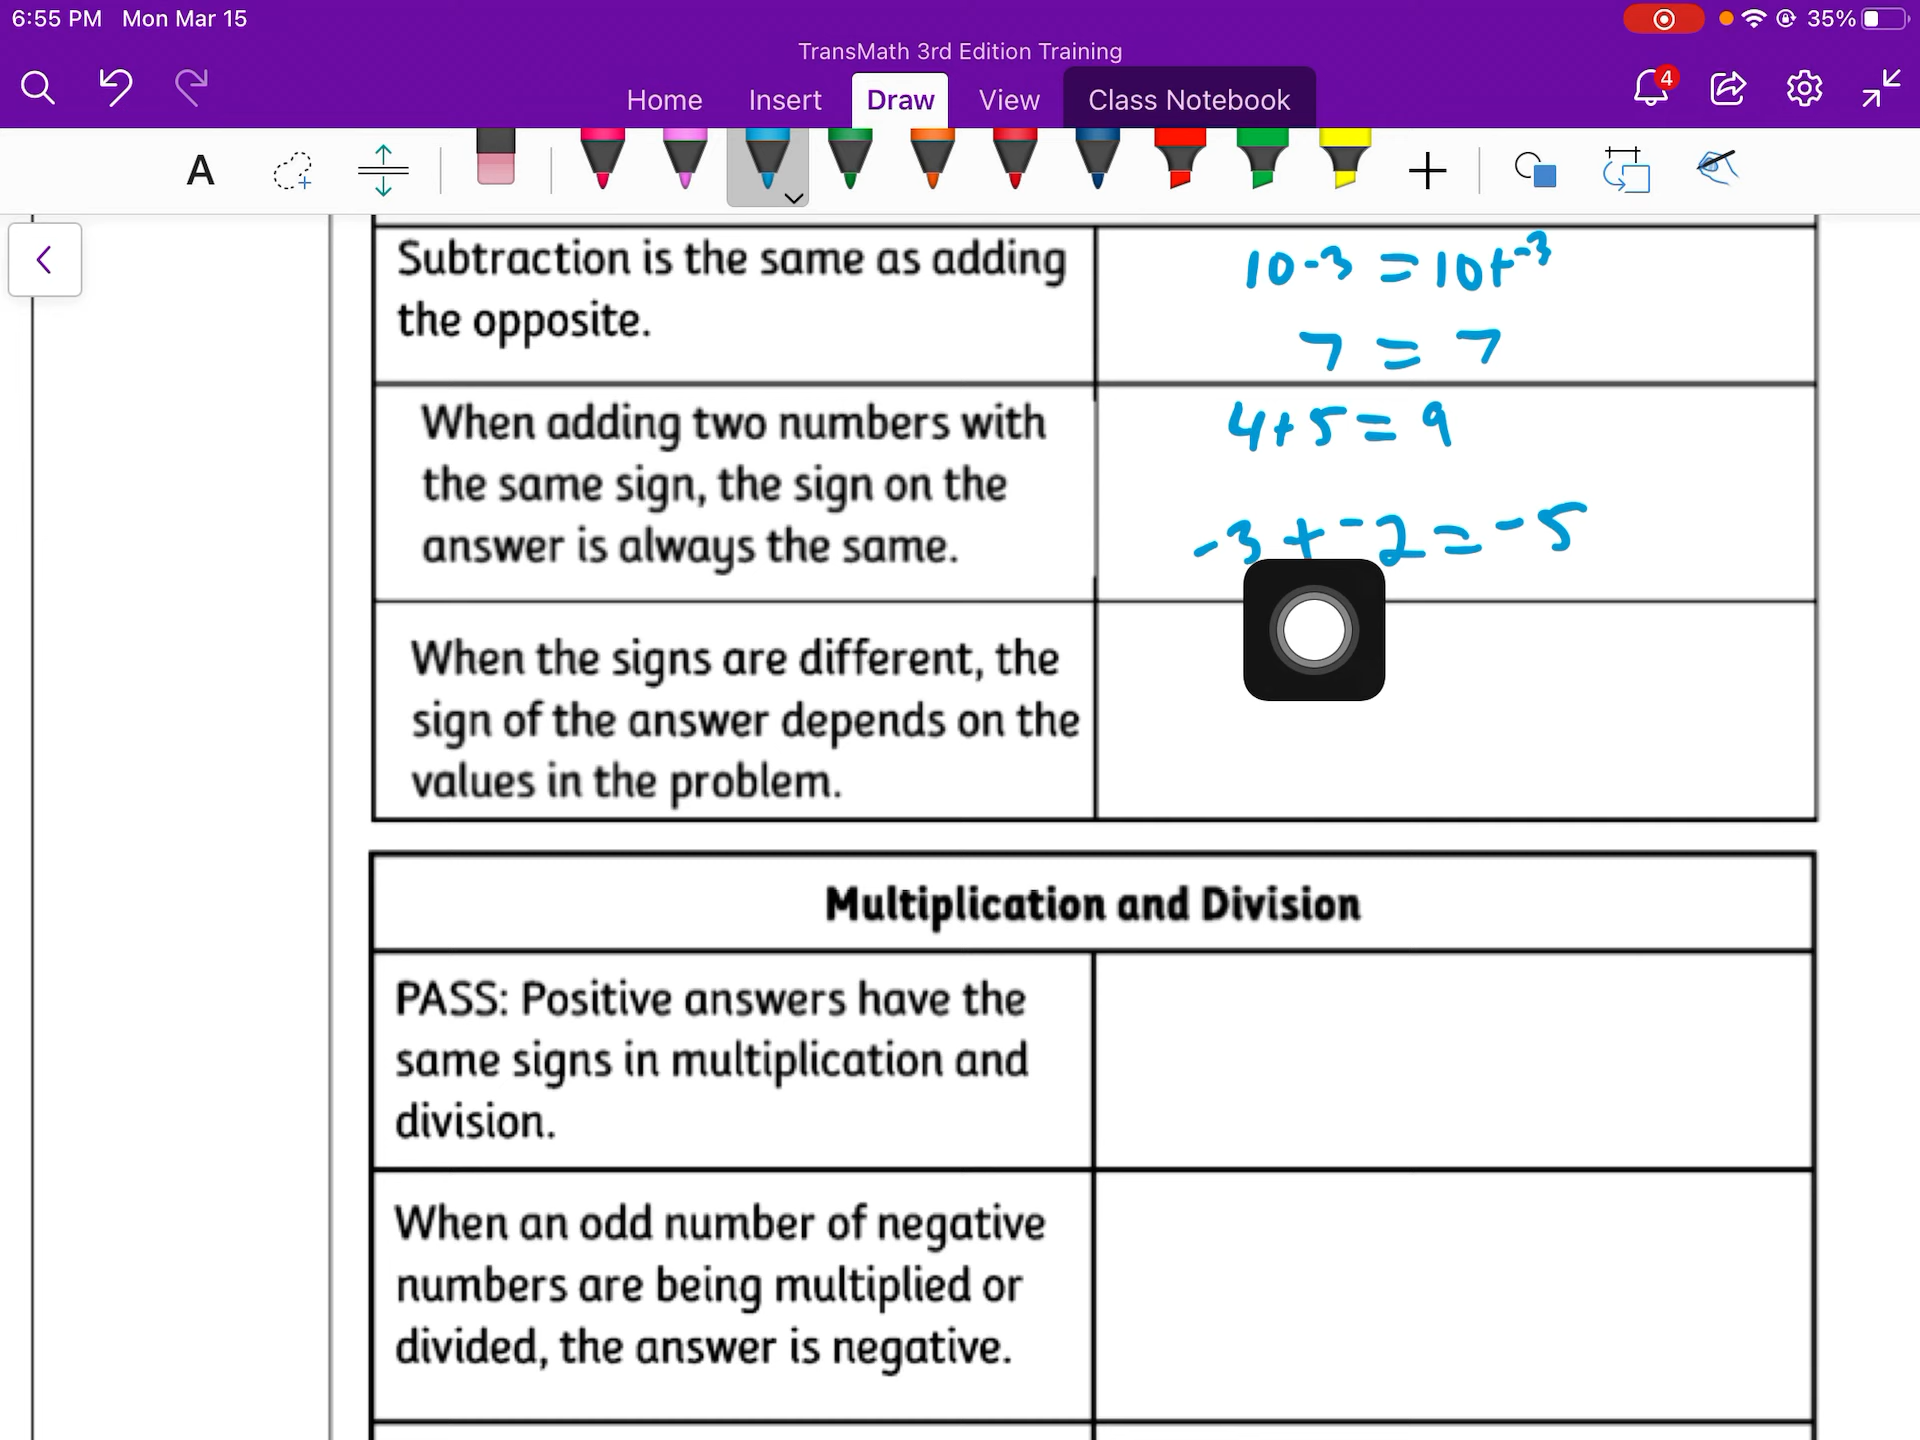 6:55 PM Mon Mar 15
35%
TransMath 3rd Edition Training
Home Insert Draw View Class Notebook
4
A
Subtraction is the same as adding
the opposite.
10-3 = 10+-3
7 = 7
When adding two numbers with
the same sign, the sign on the
answer is always the same.
4+5=9
-3+-2=-5
When the signs are different, the
sign of the answer depends on the
values in the problem.
Multiplication and Division
PASS: Positive answers have the
same signs in multiplication and
division.
When an odd number of negative
numbers are being multiplied or
divided, the answer is negative.